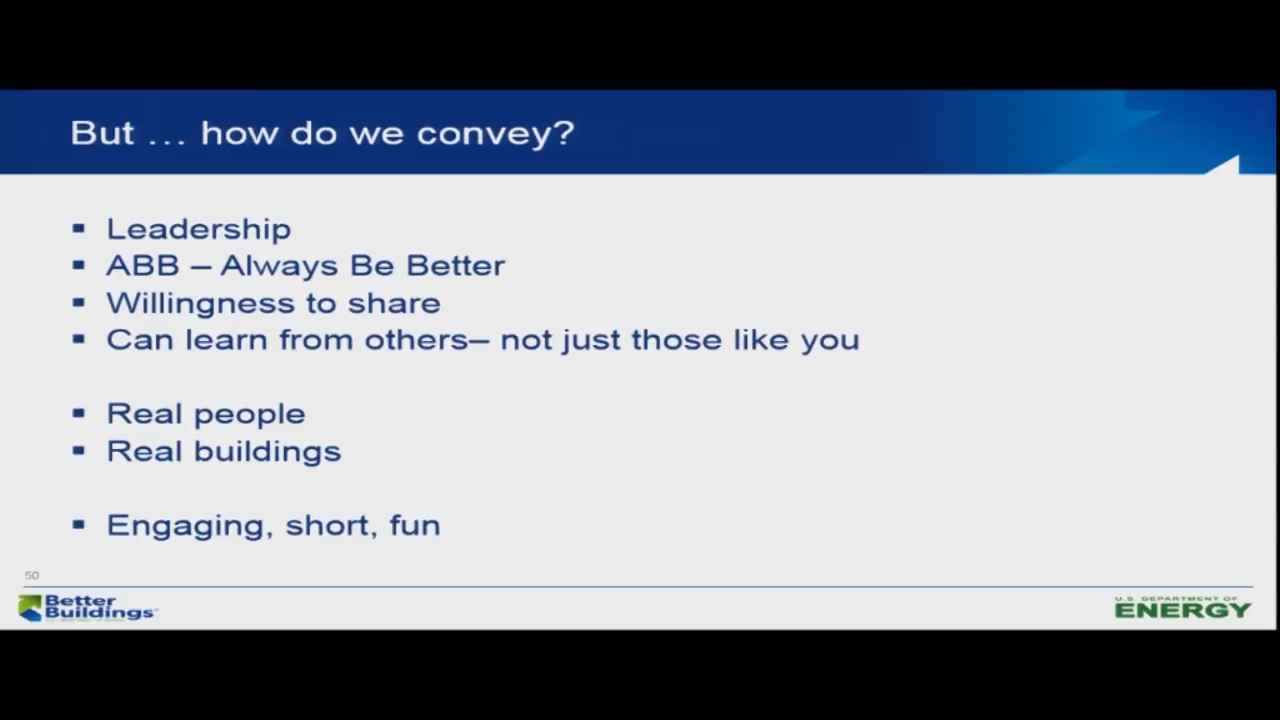 But … how do we convey?
▪ Leadership
▪ ABB – Always Be Better
▪ Willingness to share
▪ Can learn from others– not just those like you
▪ Real people
▪ Real buildings
▪ Engaging, short, fun
50
Better
Buildings
U.S. DEPARTMENT OF
ENERGY